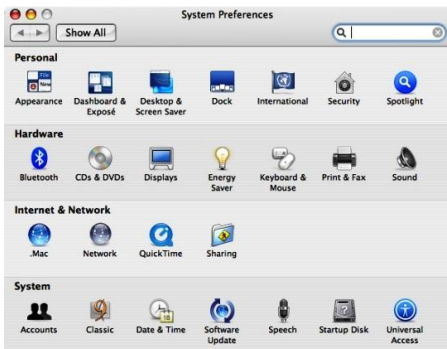 System Preferences
Show All
Personal
Appearance Dashboard & Exposé Desktop & Screen Saver Dock International Security Spotlight
Hardware
Bluetooth CDs & DVDs Displays Energy Saver Keyboard & Mouse Print & Fax Sound
Internet & Network
.Mac Network QuickTime Sharing
System
Accounts Classic Date & Time Software Update Speech Startup Disk Universal Access